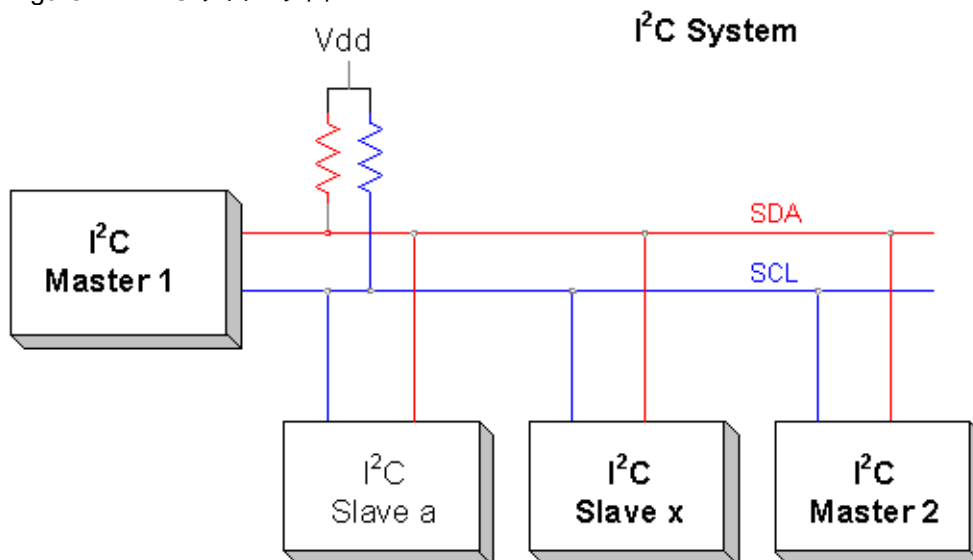 I²C System
Vdd
SDA
I²C
Master 1
SCL
I²C
Slave a
I²C
Slave x
I²C
Master 2